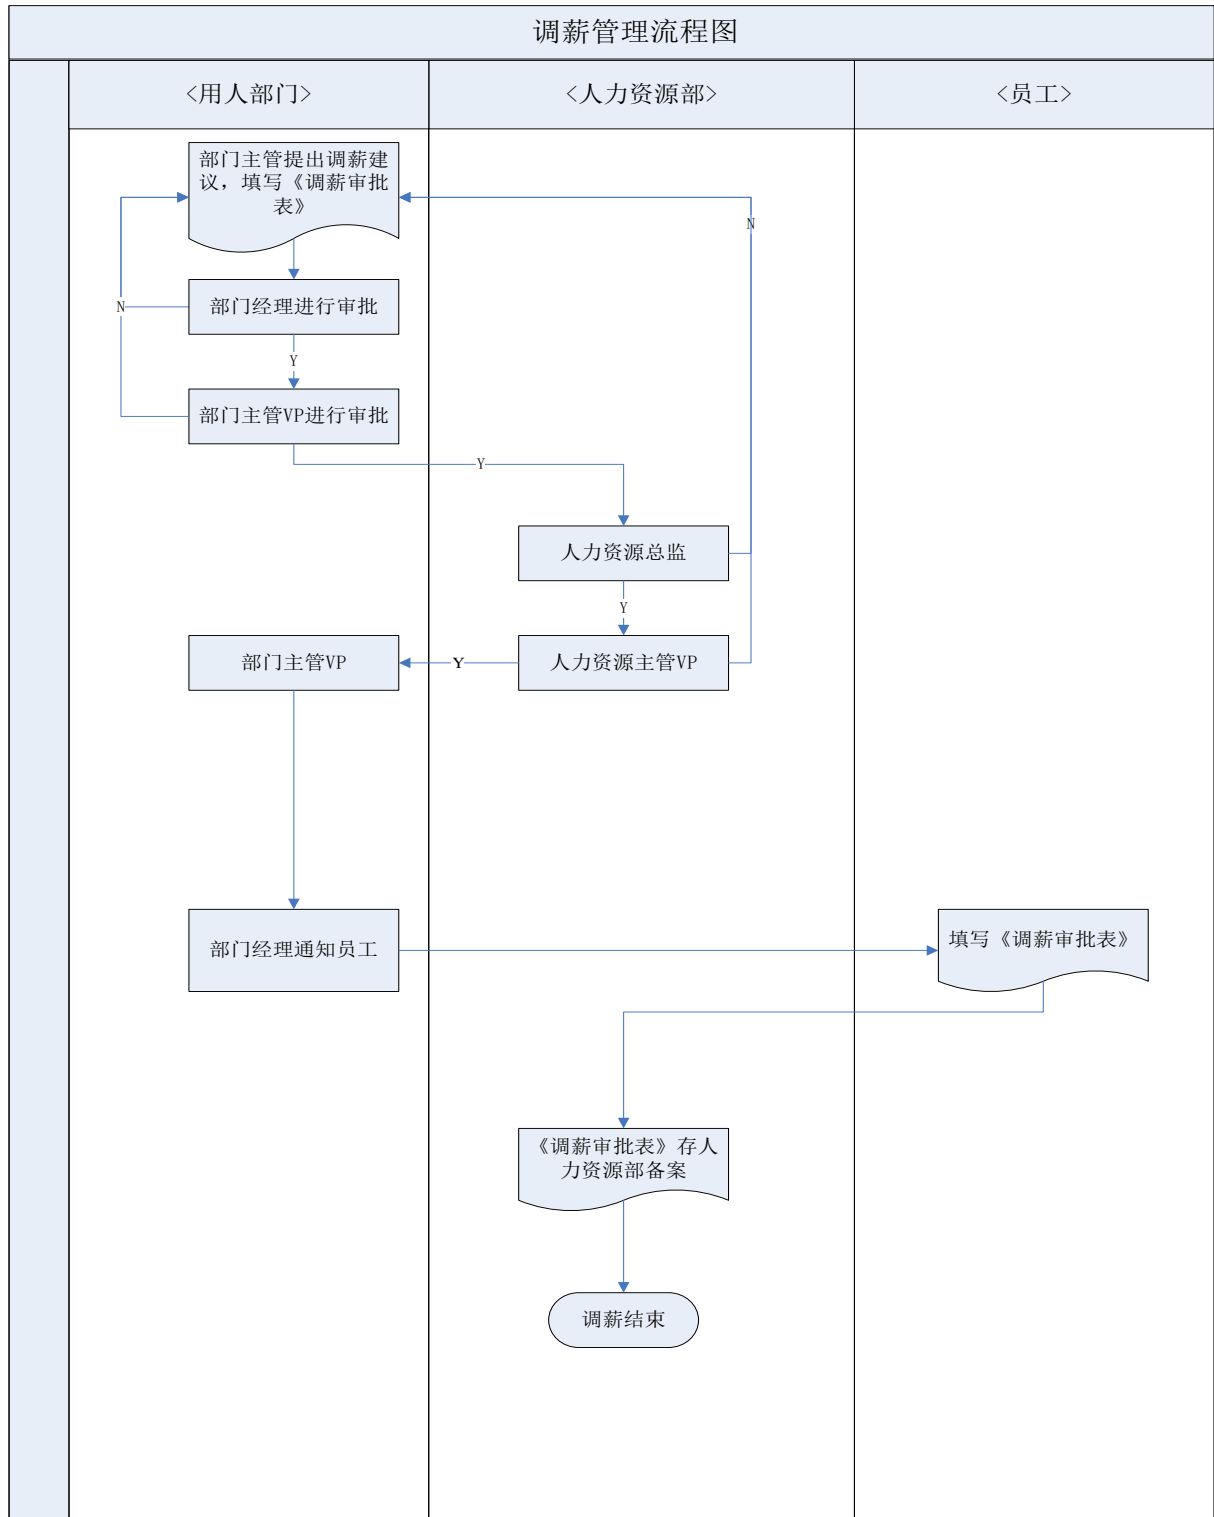 调薪管理流程图
<用人部门>
<人力资源部>
<员工>
部门主管提出调薪建
议，填写《调薪审批
表》
N
部门经理进行审批
N
Y
部门主管VP进行审批
Y
人力资源总监
Y
部门主管VP
Y
人力资源主管VP
部门经理通知员工
填写《调薪审批表》
《调薪审批表》存人
力资源部备案
调薪结束